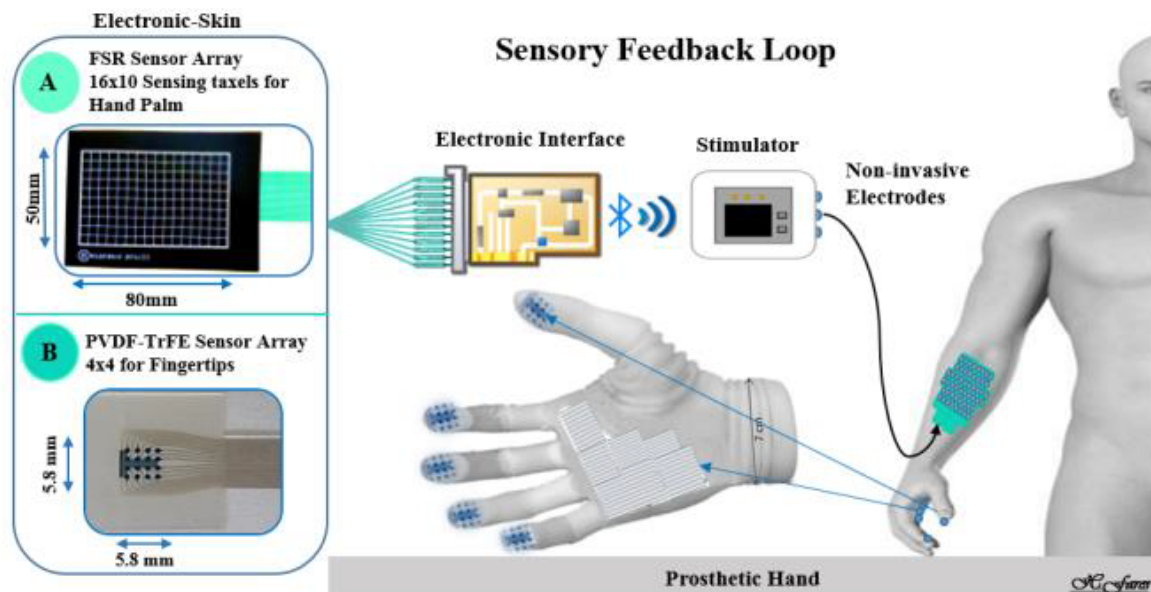 Electronic-Skin
A
FSR Sensor Array
16x10 Sensing taxels for
Hand Palm
50mm
80mm
B
PVDF-TrFE Sensor Array
4x4 for Fingertips
5.8 mm
5.8 mm
Sensory Feedback Loop
Electronic Interface
Stimulator
Non-invasive
Electrodes
7 cm
Prosthetic Hand